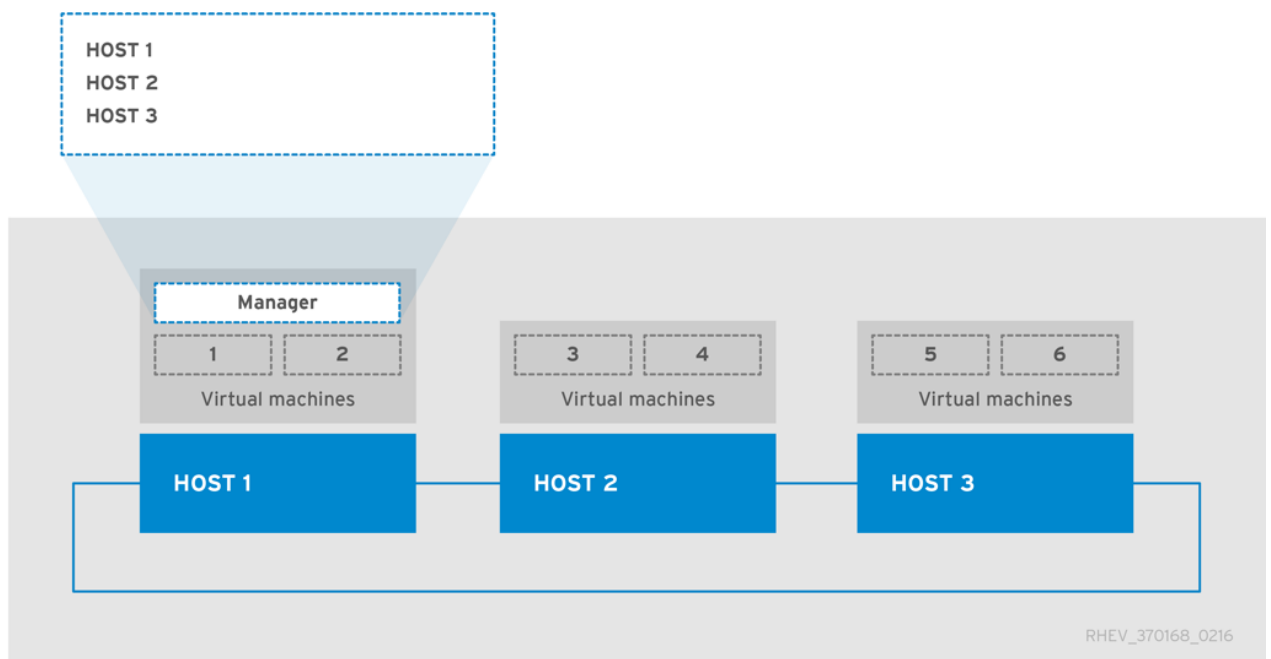 HOST 1
HOST 2
HOST 3
Manager
1 2
Virtual machines
3 4
Virtual machines
5 6
Virtual machines
HOST 1
HOST 2
HOST 3
RHEV_370168_0216